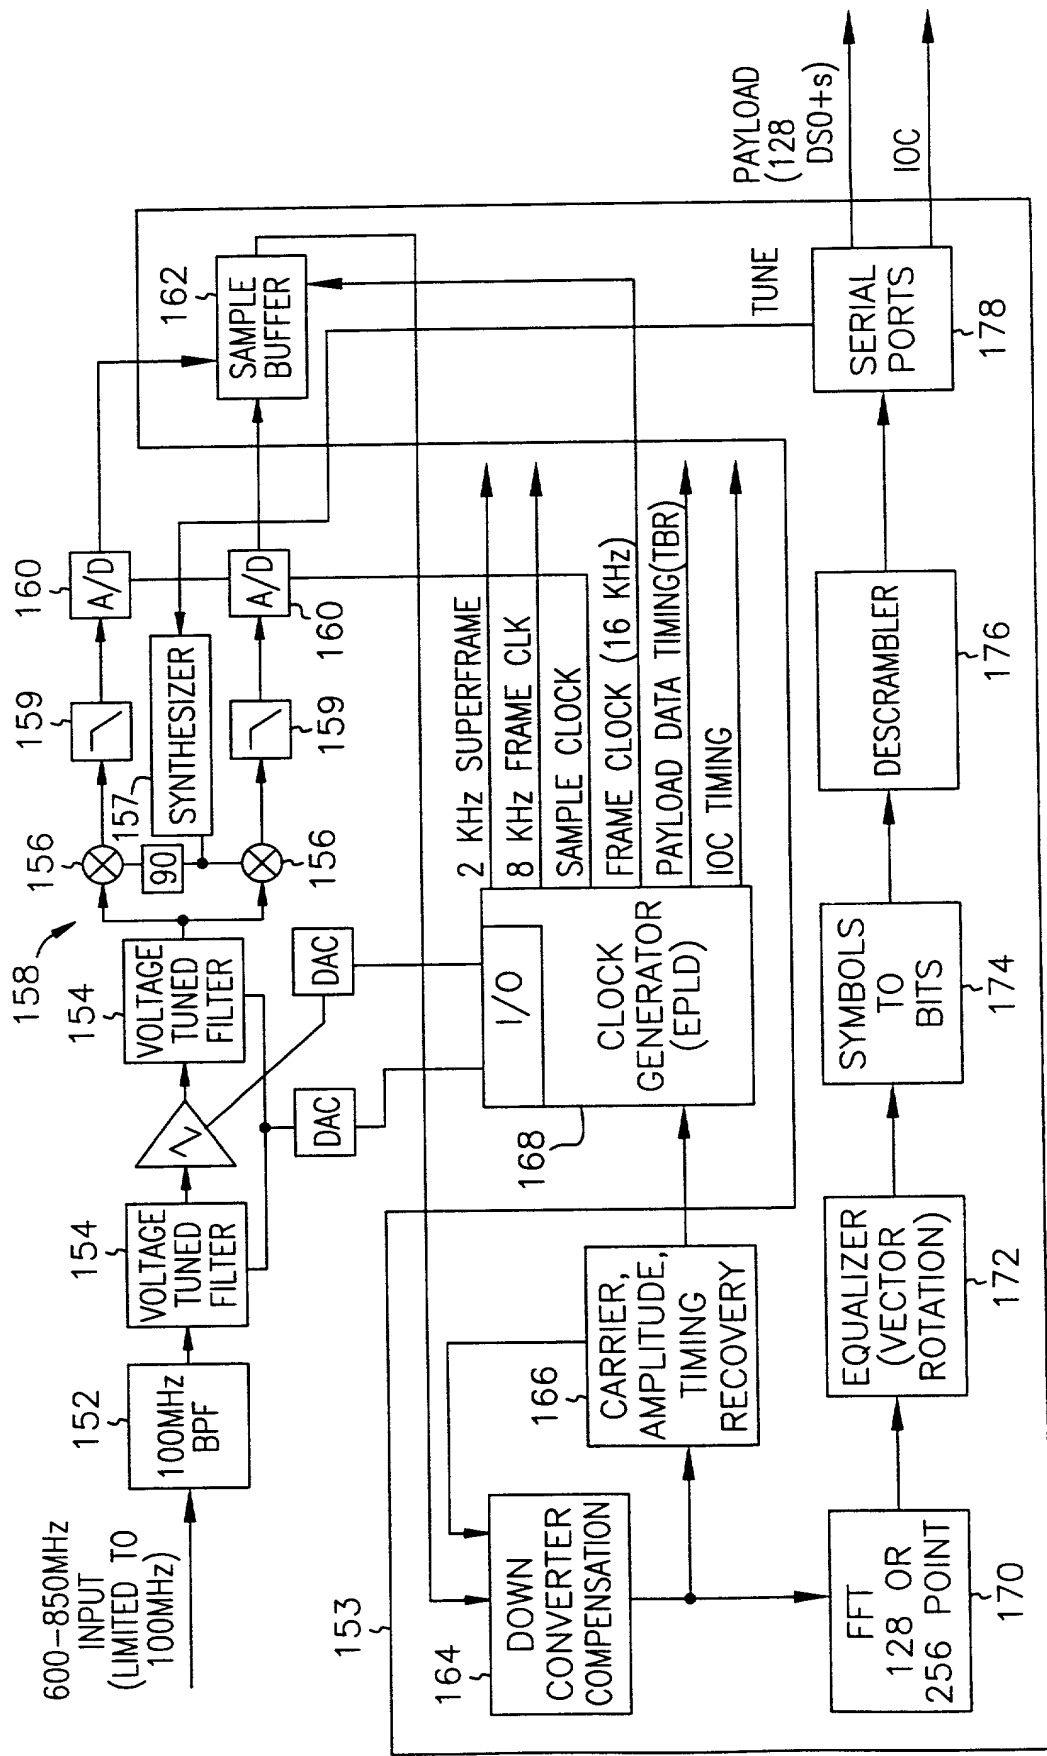 600-850MHz
INPUT
(LIMITED TO
100MHz)
152
100MHz
BPF
154
VOLTAGE
TUNED
FILTER
154
VOLTAGE
TUNED
FILTER
158
156
90
156
157
SYNTHESIZER
159
159
160
A/D
A/D
160
162
SAMPLE
BUFFER
DAC
DAC
153
164
DOWN
CONVERTER
COMPENSATION
166
CARRIER,
AMPLITUDE,
TIMING
RECOVERY
168
I/O
CLOCK
GENERATOR
(EPLD)
2 KHz SUPERFRAME
8 KHz FRAME CLK
SAMPLE CLOCK
FRAME CLOCK (16 KHz)
PAYLOAD DATA TIMING(TBR)
IOC TIMING
FFT
128 OR
256 POINT
170
EQUALIZER
(VECTOR
ROTATION)
172
SYMBOLS
TO
BITS
174
DESCRAMBLER
176
TUNE
SERIAL
PORTS
178
PAYLOAD
(128
DS0+s)
IOC